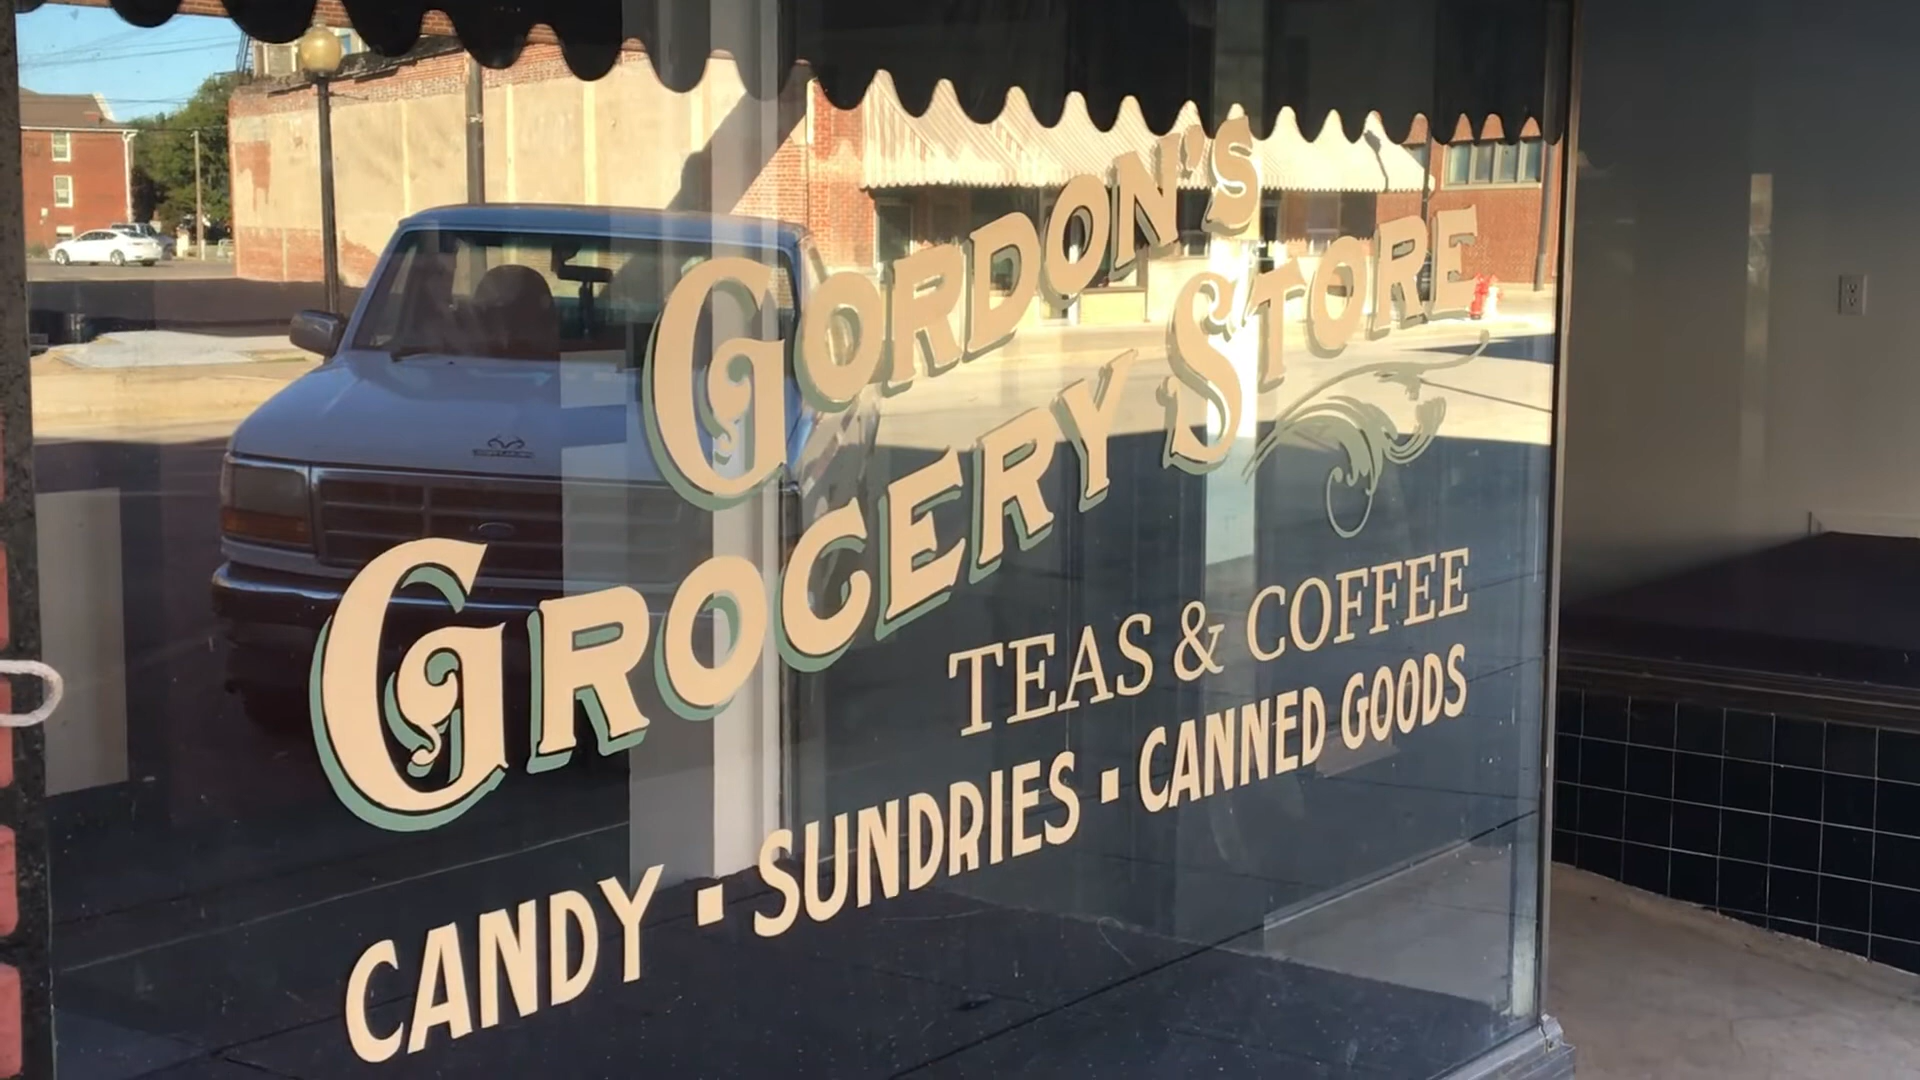 GORDON'S
GROCERY STORE
TEAS & COFFEE
CANDY ▪ SUNDRIES ▪ CANNED GOODS